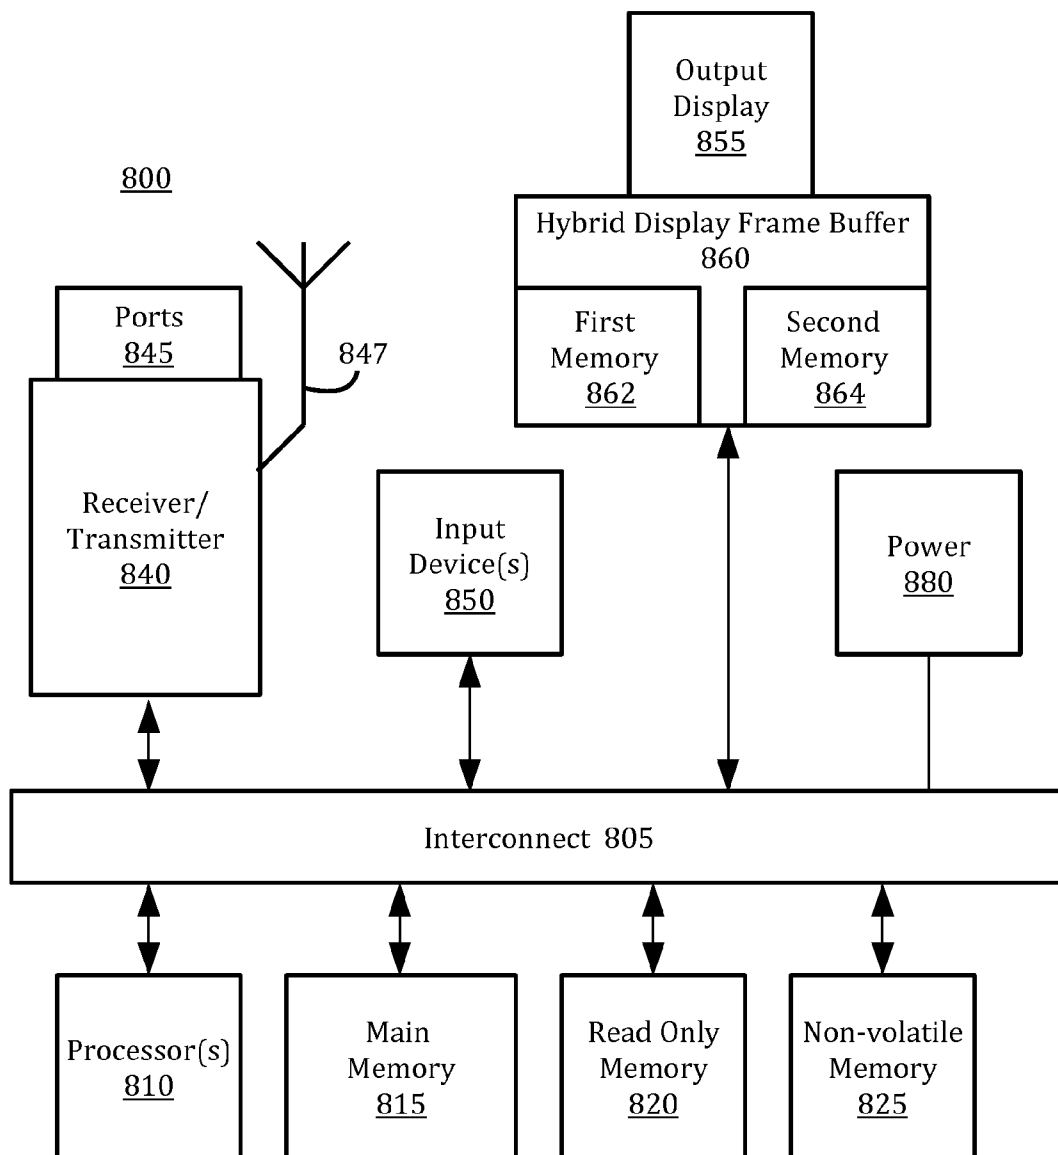 Output
Display
855
800
Hybrid Display Frame Buffer
860
Ports
845
847
First
Memory
862
Second
Memory
864
Receiver/
Transmitter
840
Input
Device(s)
850
Power
880
Interconnect 805
Processor(s)
810
Main
Memory
815
Read Only
Memory
820
Non-volatile
Memory
825